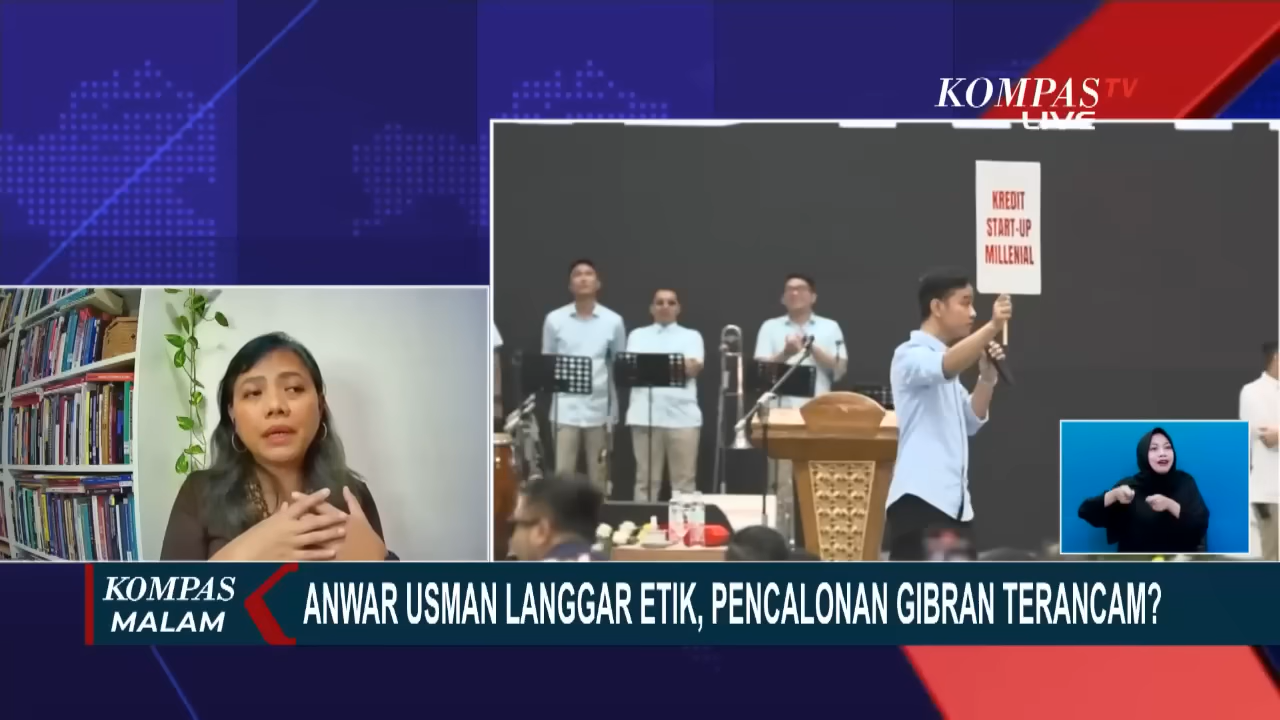 KOMPAS TV
LIVE
KREDIT
START-UP
MILLENIAL
KOMPAS
MALAM
ANWAR USMAN LANGGAR ETIK, PENCALONAN GIBRAN TERANCAM?